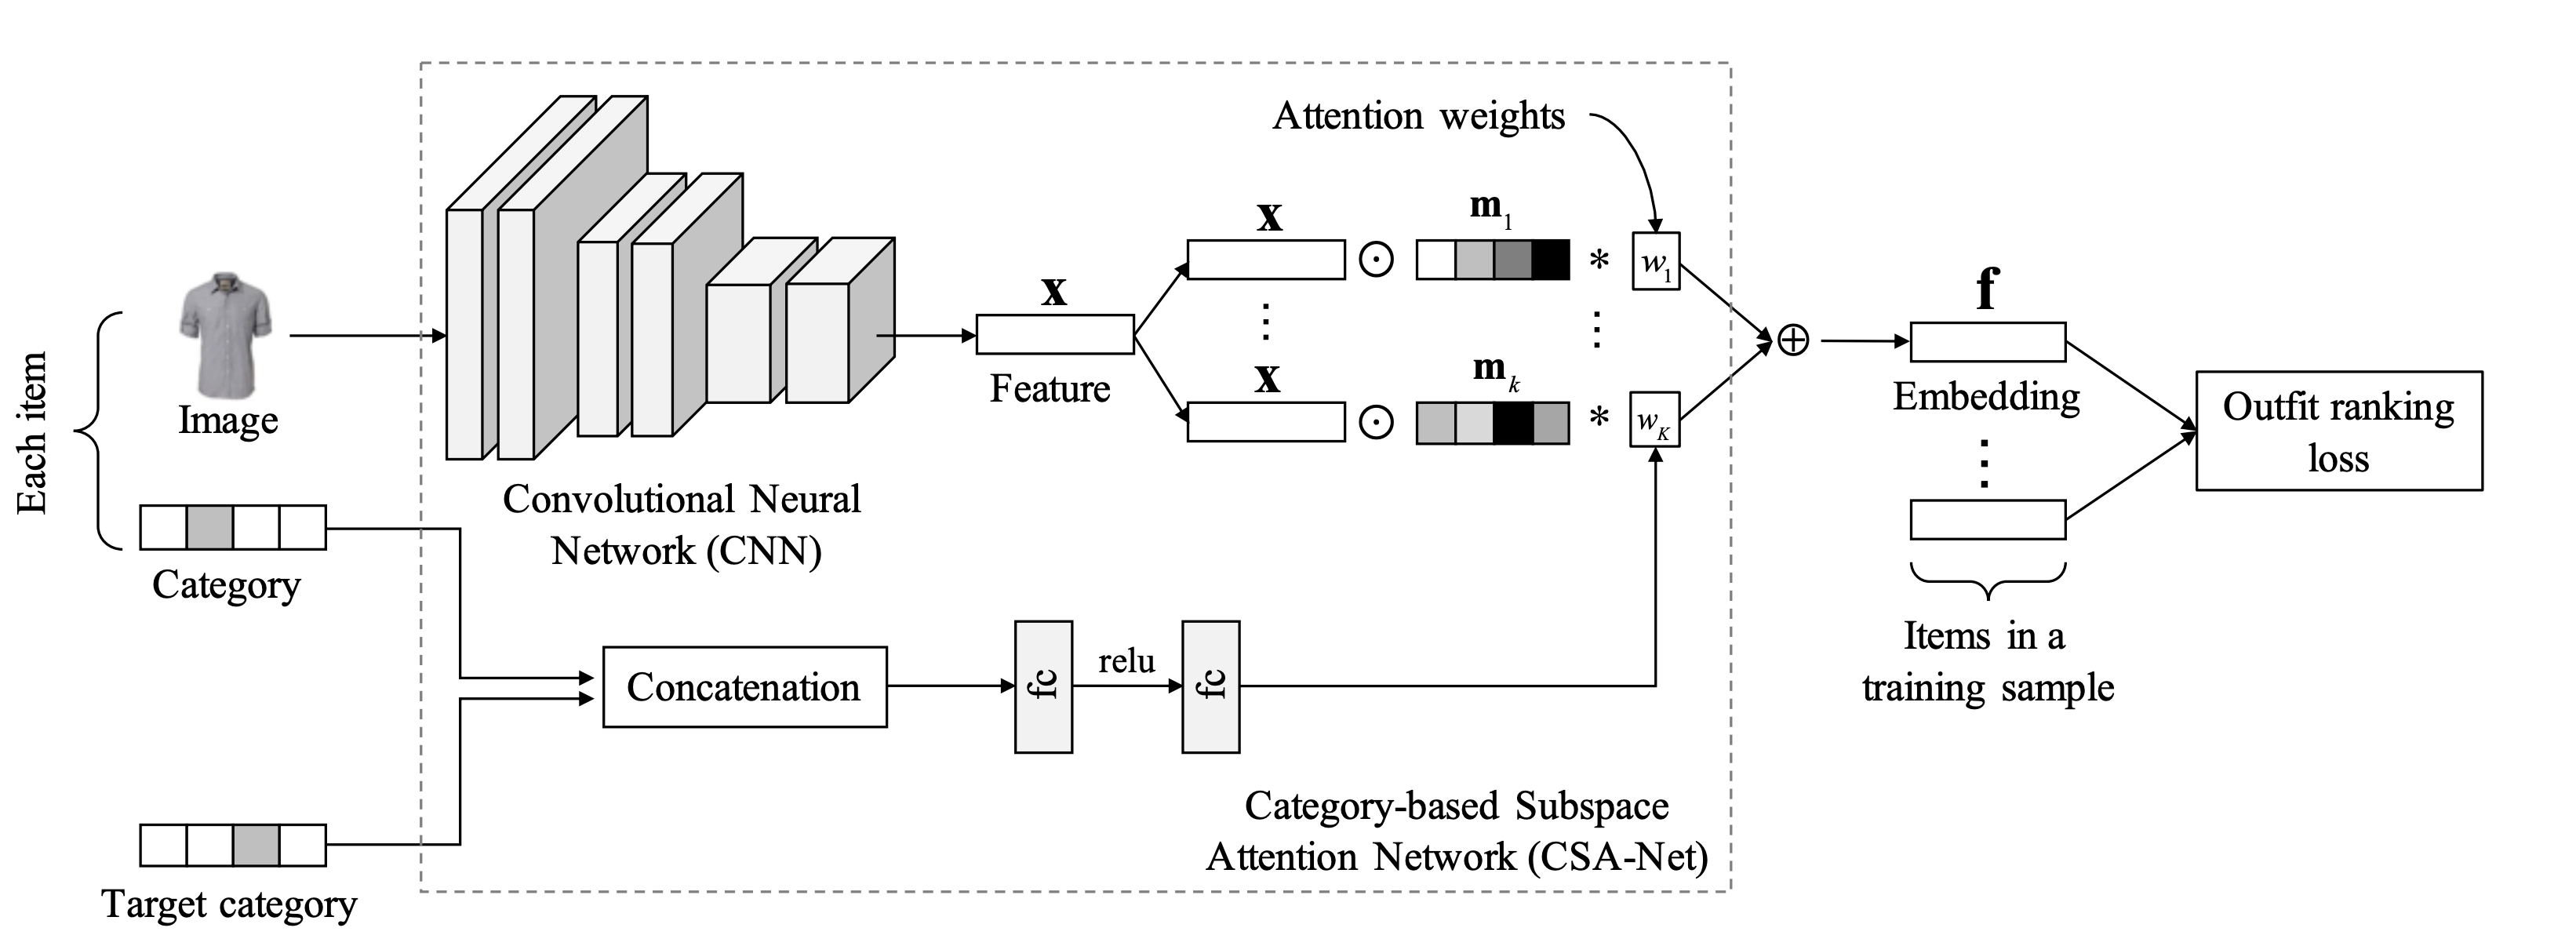 Each item
Image
Category
Target category
Convolutional Neural
Network (CNN)
x
Feature
Attention weights
x
⊙
m1
*
w1
x
⊙
mk
*
wK
⊕
Concatenation
fc
relu
fc
Category-based Subspace
Attention Network (CSA-Net)
f
Embedding
Items in a
training sample
Outfit ranking
loss